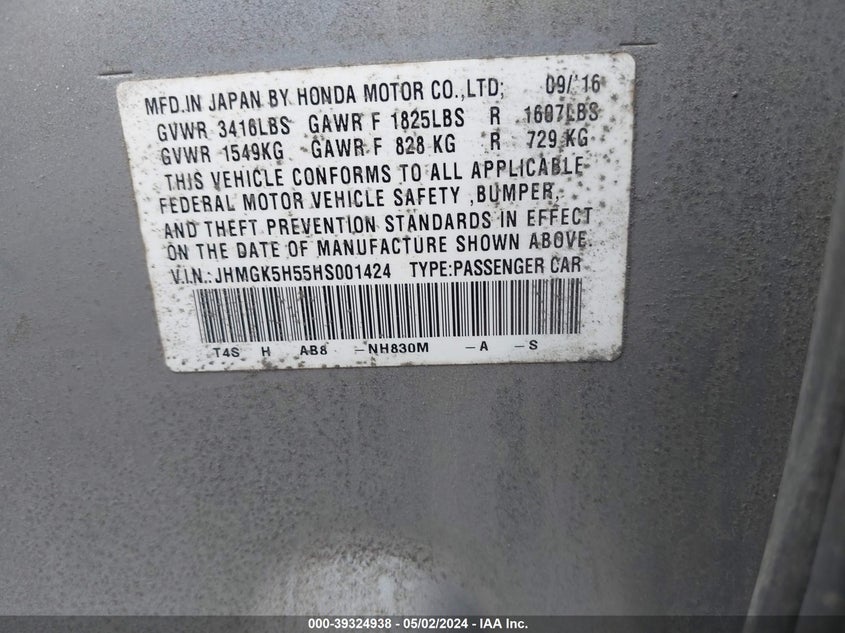 MFD.IN JAPAN BY HONDA MOTOR CO.,LTD; 09/'16
GVWR 3416LBS GAWR F 1825LBS R 1607LBS
GVWR 1549KG GAWR F 828 KG R 729 KG
THIS VEHICLE CONFORMS TO ALL APPLICABLE
FEDERAL MOTOR VEHICLE SAFETY ,BUMPER,
AND THEFT PREVENTION STANDARDS IN EFFECT
ON THE DATE OF MANUFACTURE SHOWN ABOVE.
V.I.N.:JHMGK5H55HS001424 TYPE:PASSENGER CAR
T4S H AB8 -NH830M -A -S
000-39324938 - 05/02/2024 - IAA Inc.